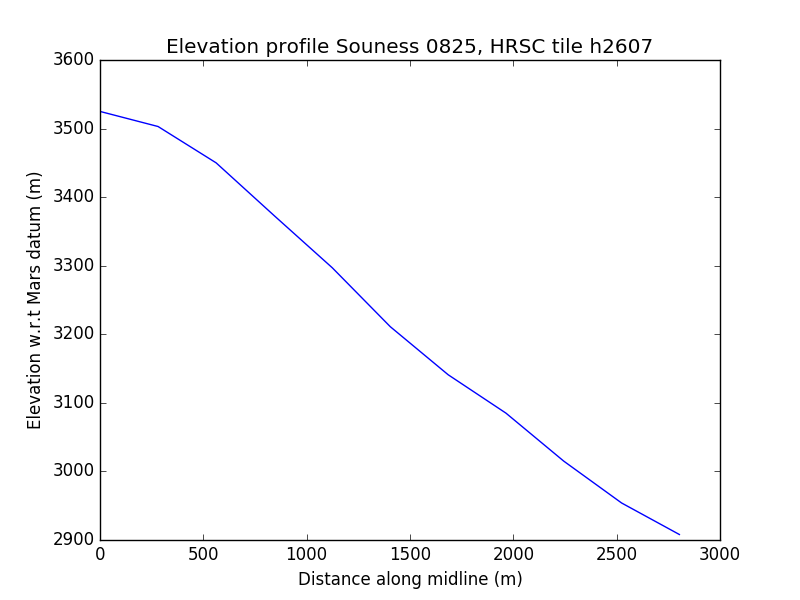 Elevation profile Souness 0825, HRSC tile h2607
3600
3500
3400
3300
3200
3100
3000
2900
Elevation w.r.t Mars datum (m)
0 500 1000 1500 2000 2500 3000
Distance along midline (m)